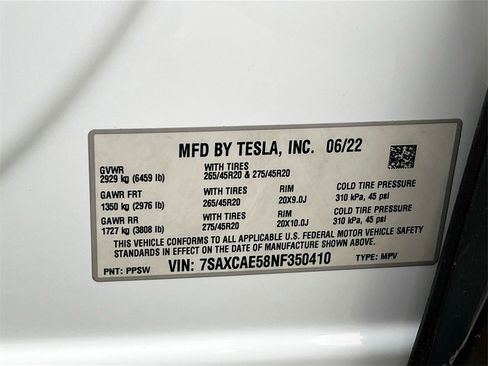 MFD BY TESLA, INC. 06/22
GVWR WITH TIRES
2929 kg (6459 lb) 265/45R20 & 275/45R20
GAWR FRT WITH TIRES RIM COLD TIRE PRESSURE
1350 kg (2976 lb) 265/45R20 20X9.0J 310 kPa, 45 psi
GAWR RR WITH TIRES RIM COLD TIRE PRESSURE
1727 kg (3808 lb) 275/45R20 20X10.0J 310 kPa, 45 psi
THIS VEHICLE CONFORMS TO ALL APPLICABLE U.S. FEDERAL MOTOR VEHICLE SAFETY
STANDARDS IN EFFECT ON THE DATE OF MANUFACTURE SHOWN ABOVE.
PNT: PPSW VIN: 7SAXCAE58NF350410 TYPE: MPV